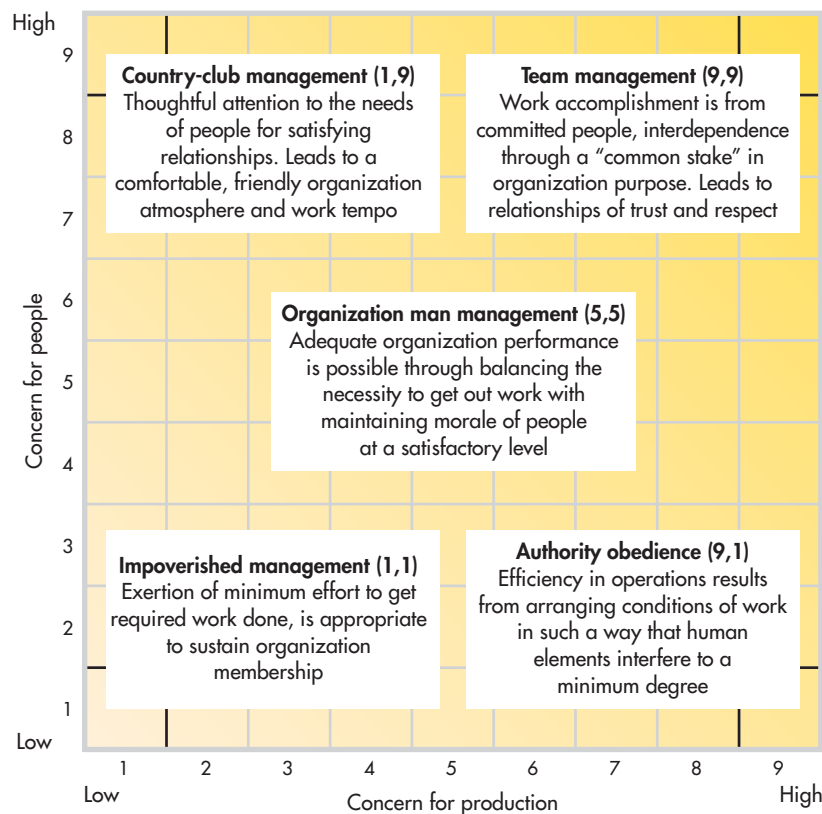 High
9
8
7
6
5
4
3
2
1
Low
Concern for people
Country-club management (1,9)
Thoughtful attention to the needs
of people for satisfying
relationships. Leads to a
comfortable, friendly organization
atmosphere and work tempo
Team management (9,9)
Work accomplishment is from
committed people, interdependence
through a “common stake” in
organization purpose. Leads to
relationships of trust and respect
Organization man management (5,5)
Adequate organization performance
is possible through balancing the
necessity to get out work with
maintaining morale of people
at a satisfactory level
Impoverished management (1,1)
Exertion of minimum effort to get
required work done, is appropriate
to sustain organization
membership
Authority obedience (9,1)
Efficiency in operations results
from arranging conditions of work
in such a way that human
elements interfere to a
minimum degree
1 2 3 4 5 6 7 8 9
Low High
Concern for production